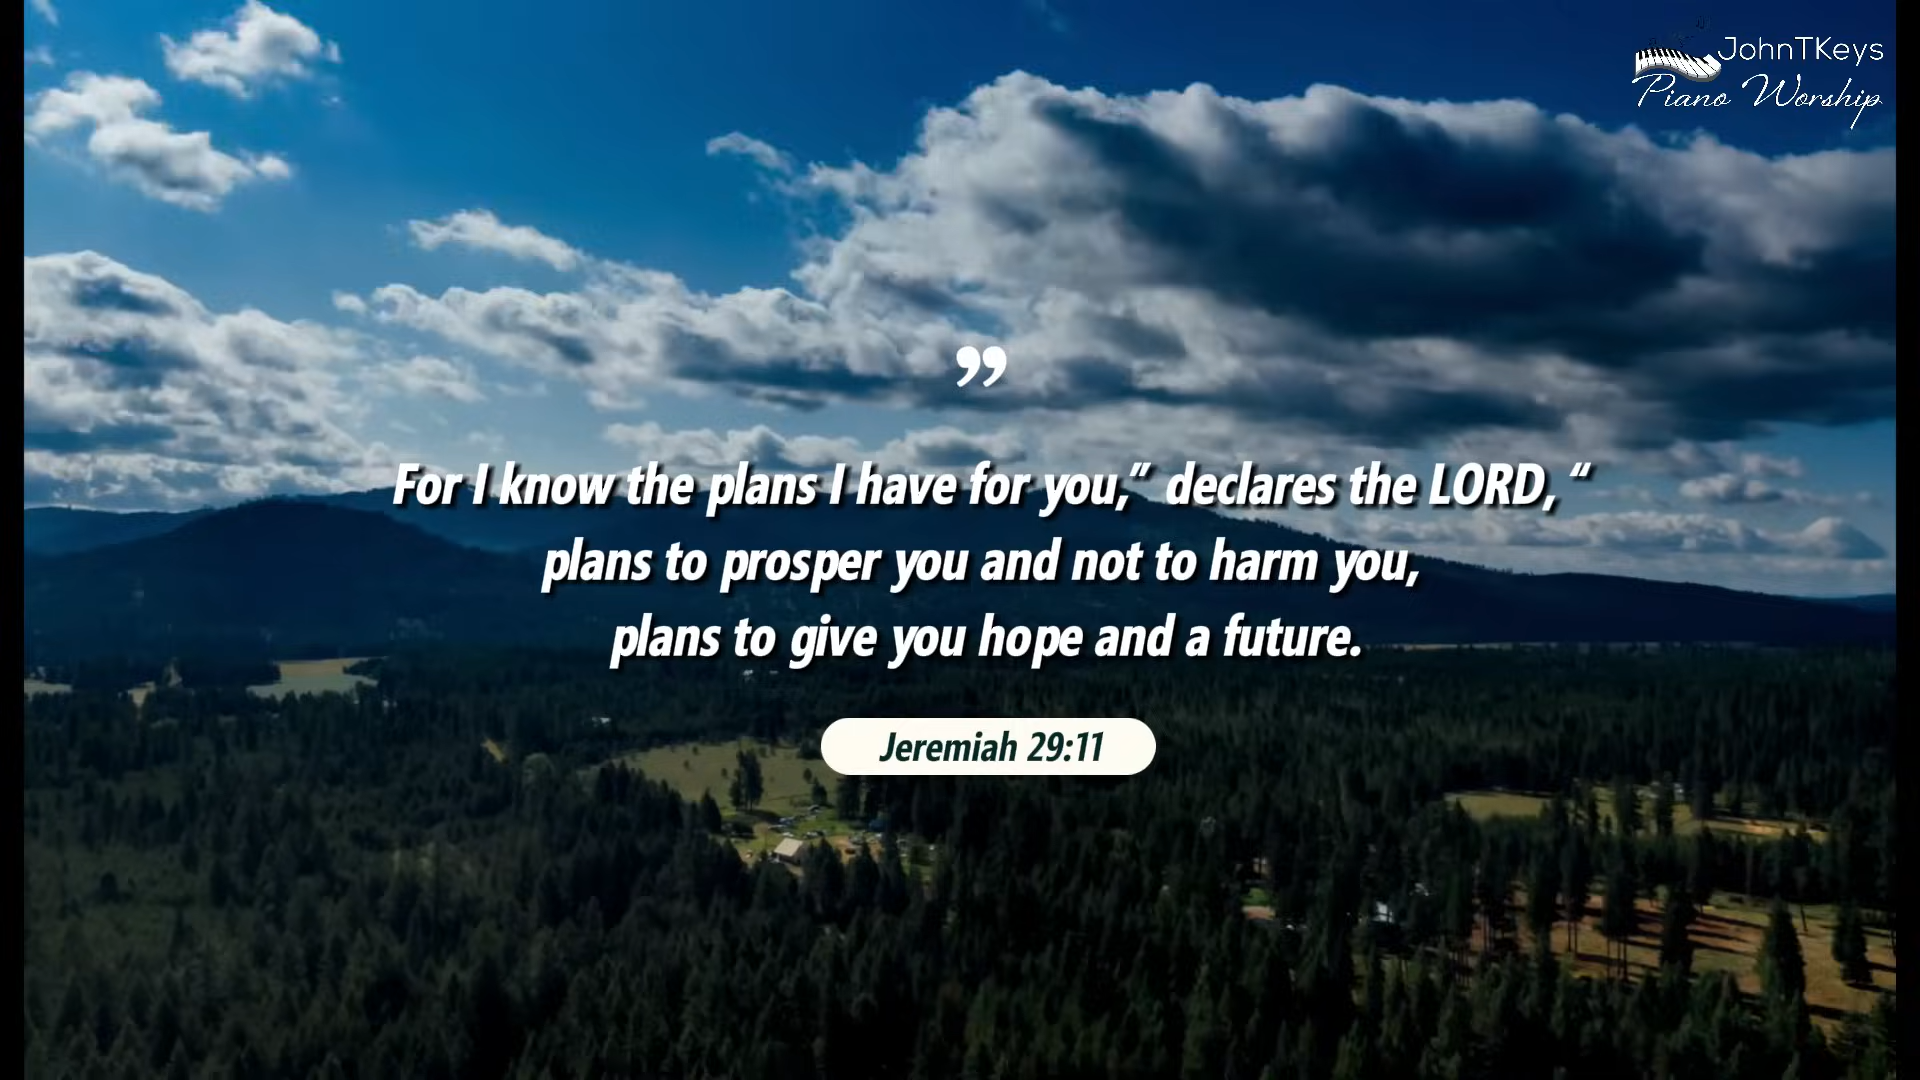 JohnTKeys
Piano Worship
”
For I know the plans I have for you,” declares the LORD, “
plans to prosper you and not to harm you,
plans to give you hope and a future.
Jeremiah 29:11